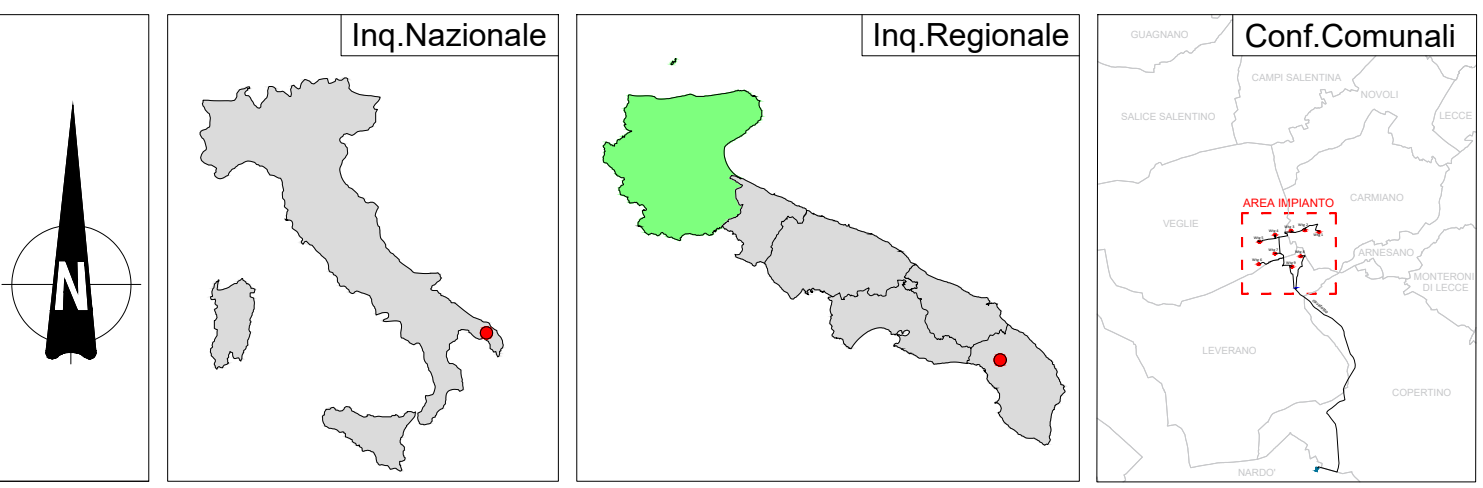 N
Inq.Nazionale
Inq.Regionale
Conf.Comunali
GUAGNANO
CAMPI SALENTINA
NOVOLI
SALICE SALENTINO
LECCE
CARMIANO
AREA IMPIANTO
VEGLIE
ARNESANO
MONTERONI
DI LECCE
LEVERANO
COPERTINO
NARDO'